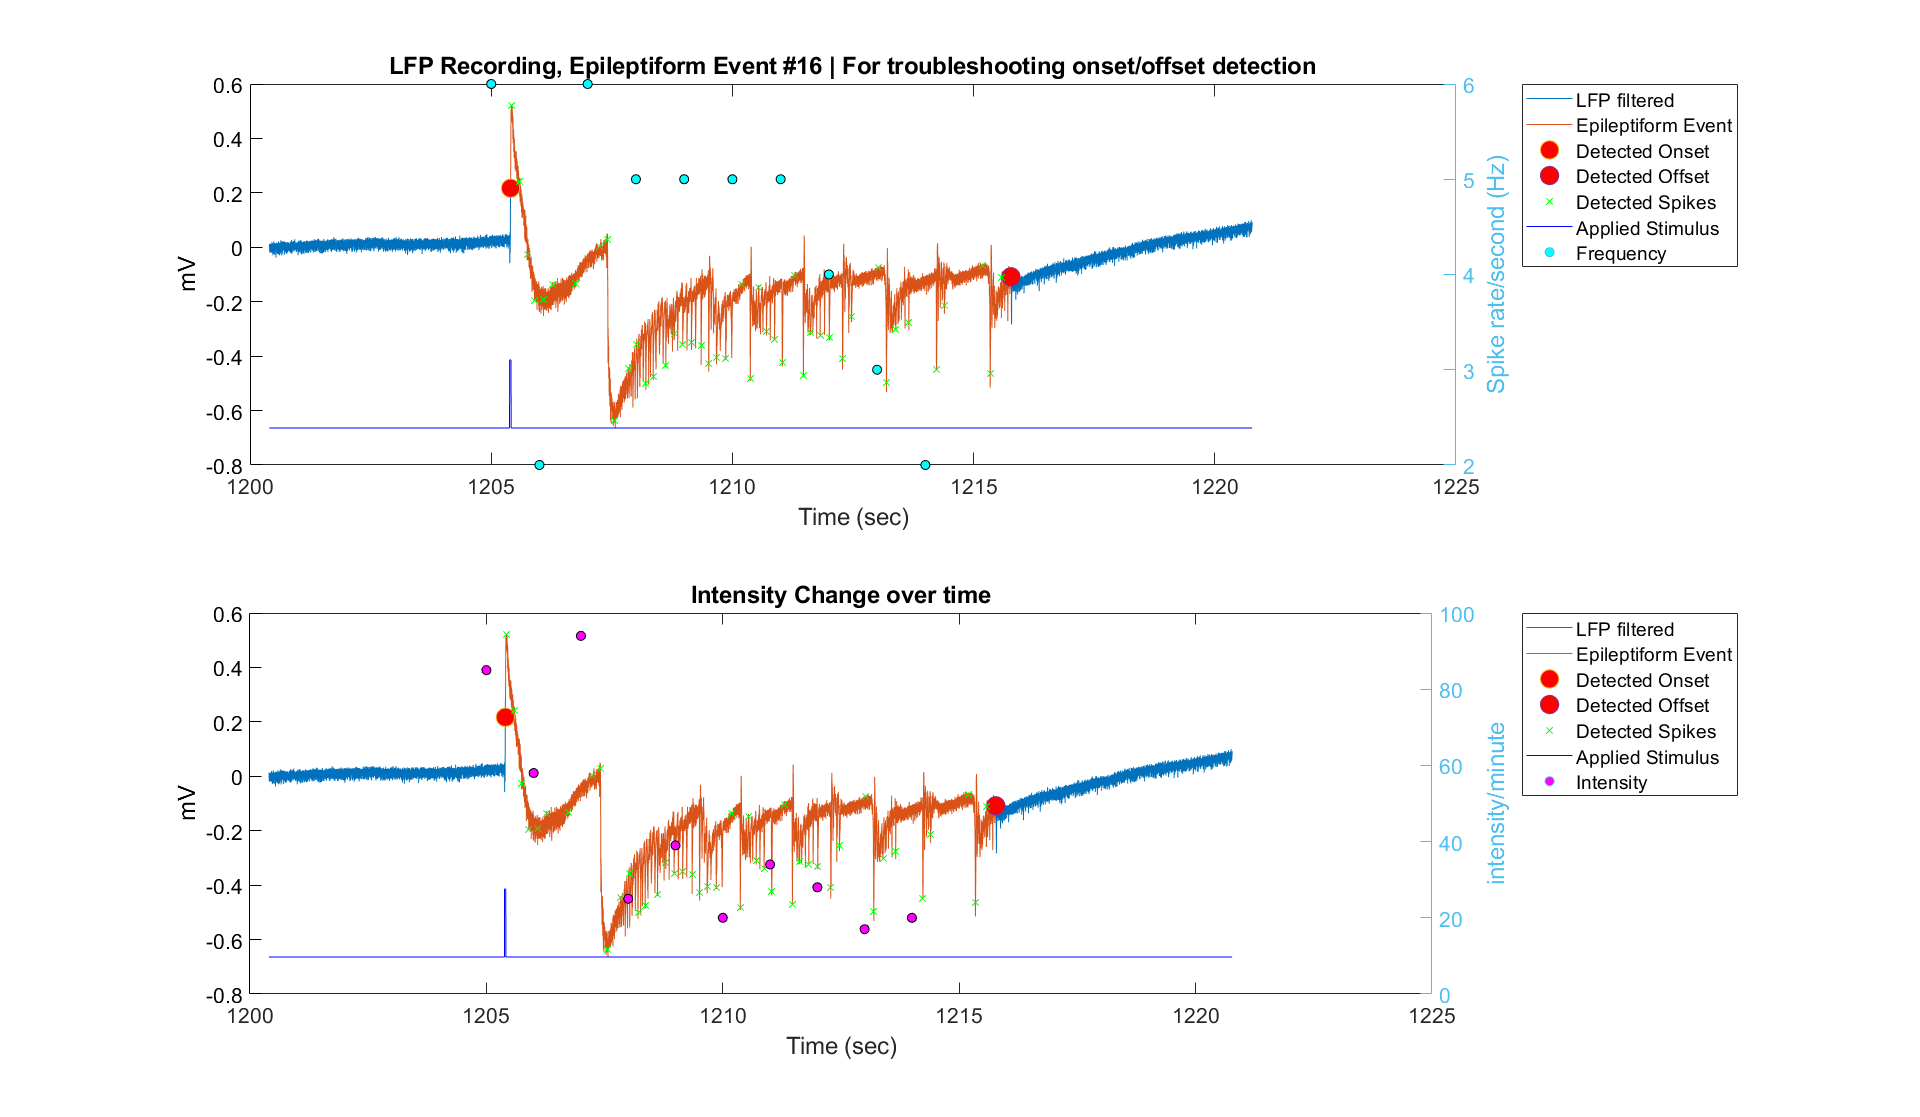 LFP Recording, Epileptiform Event #16 | For troubleshooting onset/offset detection
0.6
0.4
0.2
0
-0.2
-0.4
-0.6
-0.8
mV
1200
1205
1210
1215
1220
1225
Time (sec)
6
5
4
3
2
Spike rate/second (Hz)
LFP filtered
Epileptiform Event
Detected Onset
Detected Offset
Detected Spikes
Applied Stimulus
Frequency
Intensity Change over time
0.6
0.4
0.2
0
-0.2
-0.4
-0.6
-0.8
mV
1200
1205
1210
1215
1220
1225
Time (sec)
100
80
60
40
20
0
intensity/minute
LFP filtered
Epileptiform Event
Detected Onset
Detected Offset
Detected Spikes
Applied Stimulus
Intensity